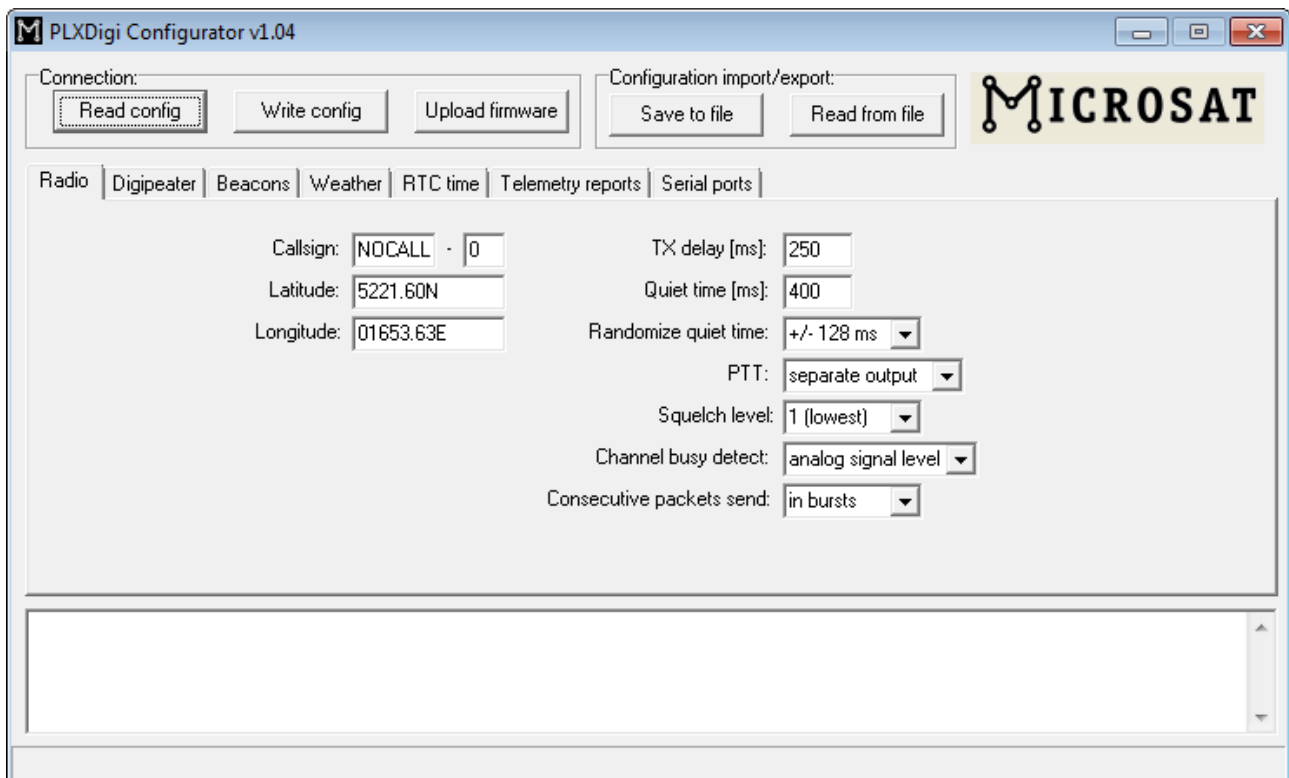 PLXDigi Configurator v1.04
Connection:
Read config Write config Upload firmware
Configuration import/export:
Save to file Read from file
MICROSAT
Radio Digipeater Beacons Weather RTC time Telemetry reports Serial ports
Callsign: NOCALL - 0
Latitude: 5221.60N
Longitude: 01653.63E
TX delay [ms]: 250
Quiet time [ms]: 400
Randomize quiet time: +/- 128 ms
PTT: separate output
Squelch level: 1 (lowest)
Channel busy detect: analog signal level
Consecutive packets send: in bursts